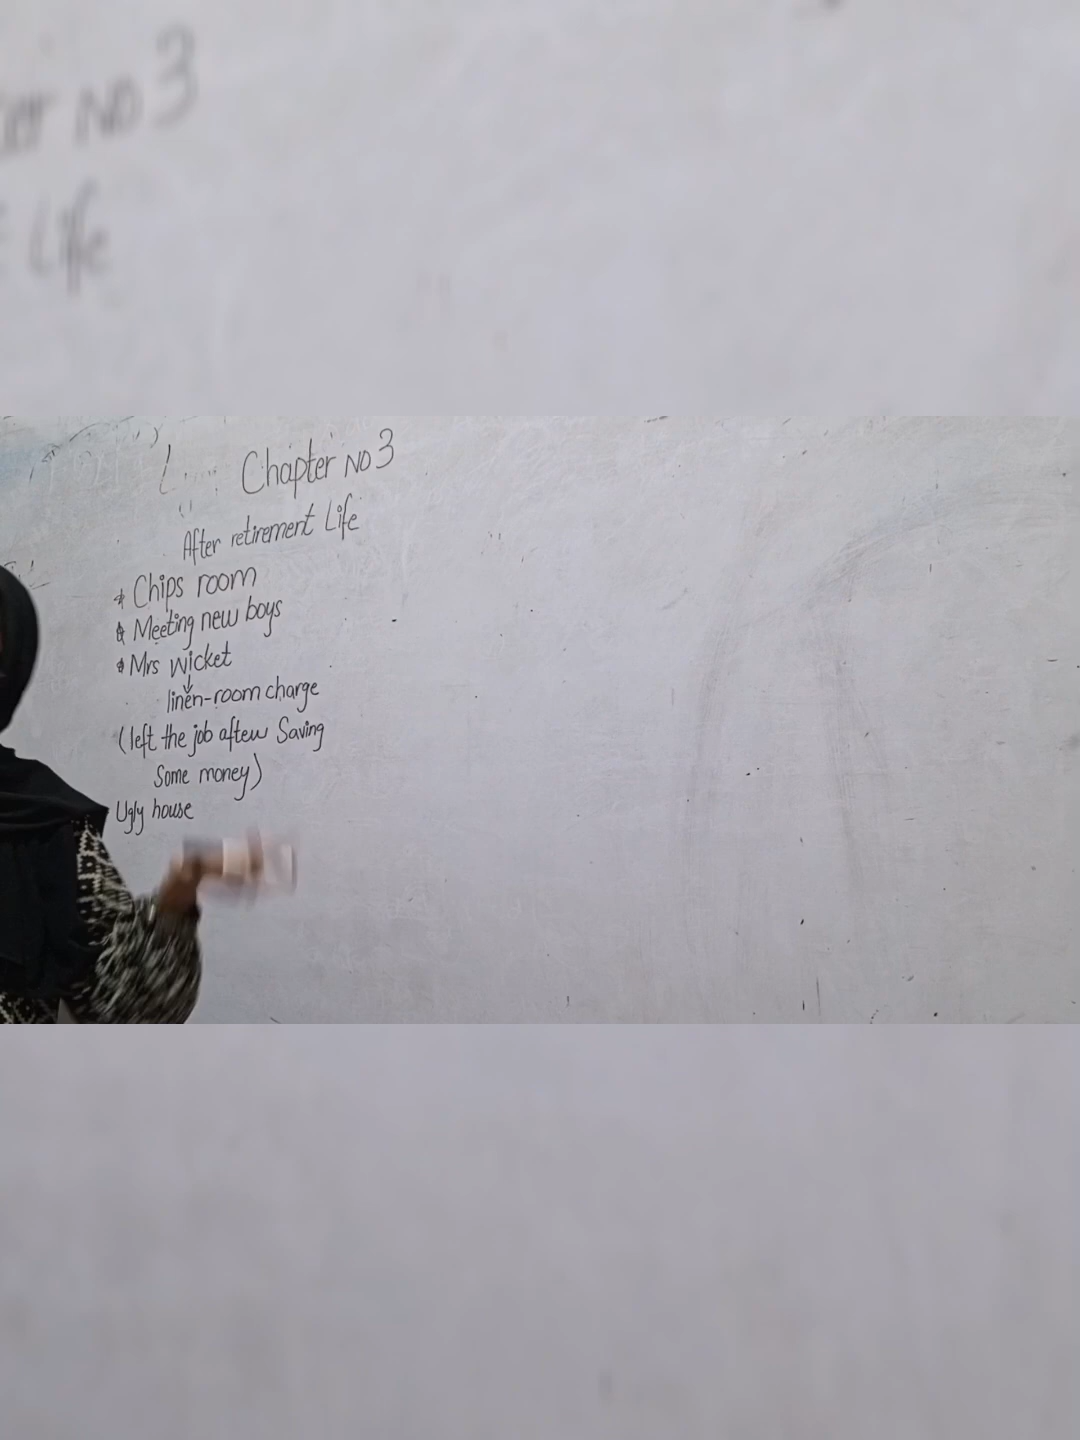 Chapter NO 3
After retirement Life
* Chips room
* Meeting new boys
* Mrs Wicket
↓
linen-room charge
(left the job after Saving
Some money)
Ugly house